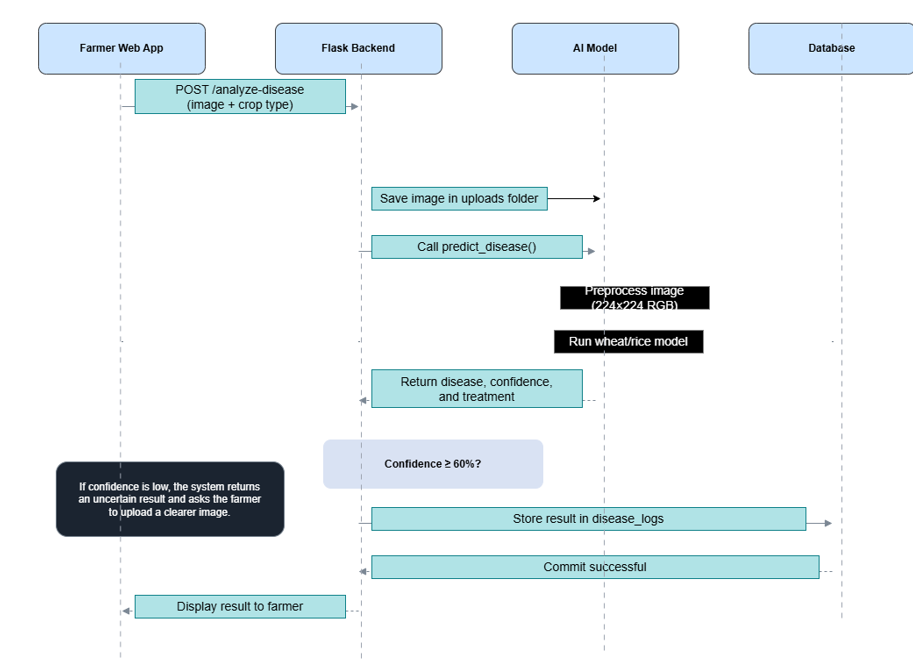 Farmer Web App
Flask Backend
AI Model
Database
POST /analyze-disease
(image + crop type)
Save image in uploads folder
Call predict_disease()
Preprocess image
(224x224 RGB)
Run wheat/rice model
Return disease, confidence,
and treatment
Confidence ≥ 60%?
If confidence is low, the system returns
an uncertain result and asks the farmer
to upload a clearer image.
Store result in disease_logs
Commit successful
Display result to farmer